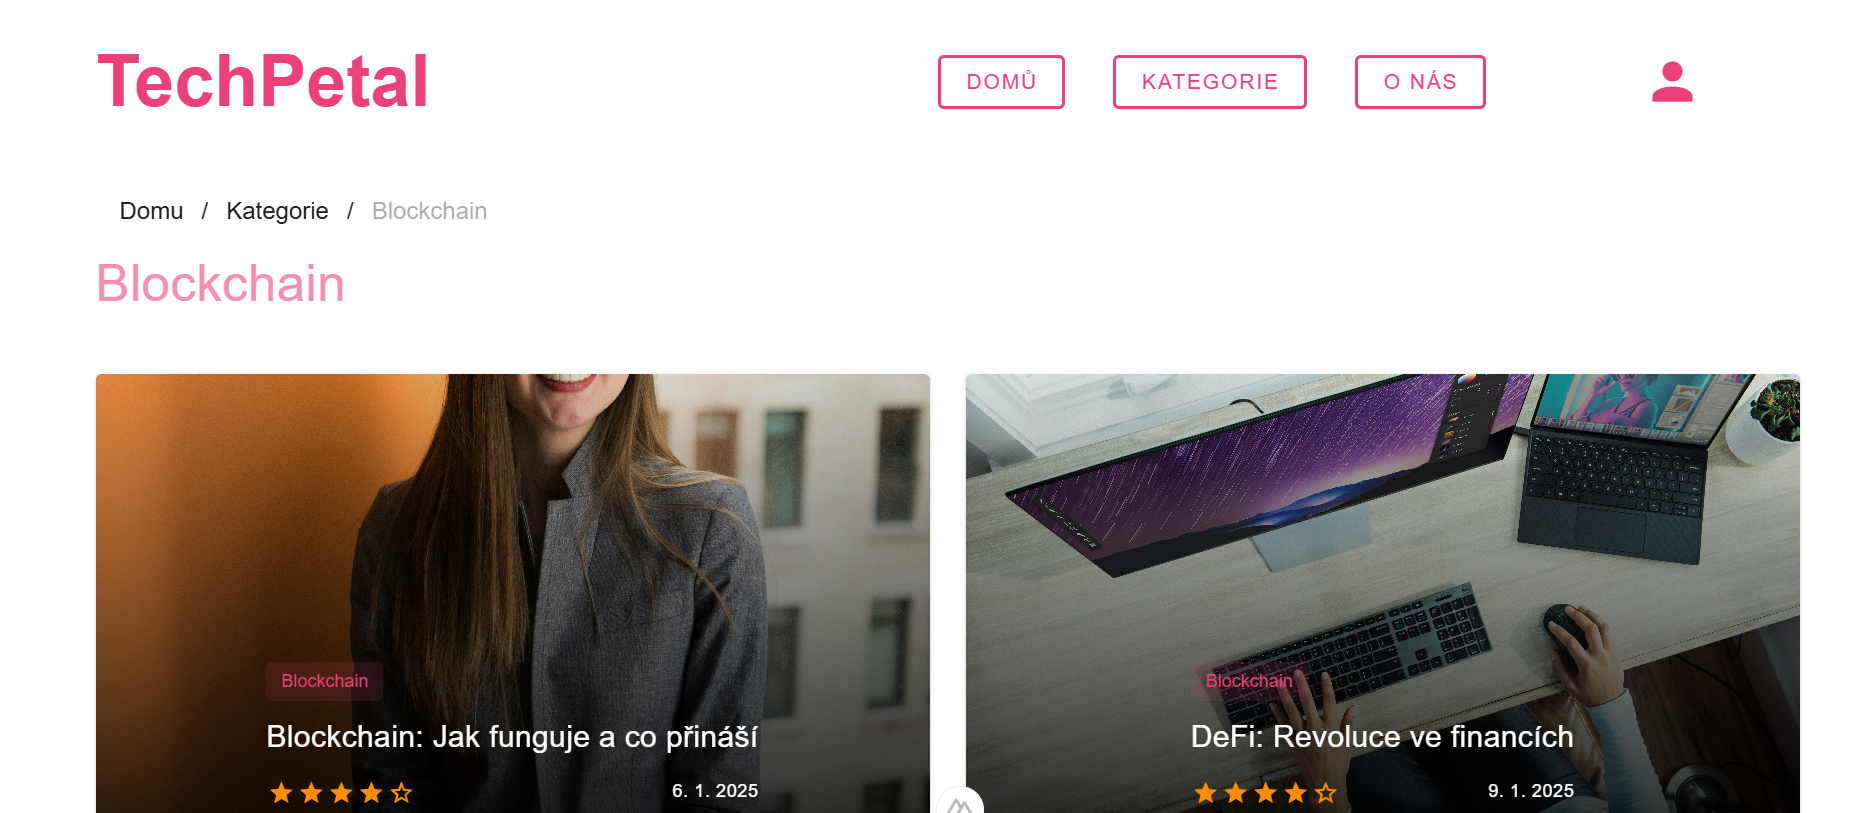 TechPetal
DOMŮ KATEGORIE O NÁS
Domu / Kategorie / Blockchain
Blockchain
Blockchain
Blockchain: Jak funguje a co přináší
6. 1. 2025
Blockchain
DeFi: Revoluce ve financích
9. 1. 2025